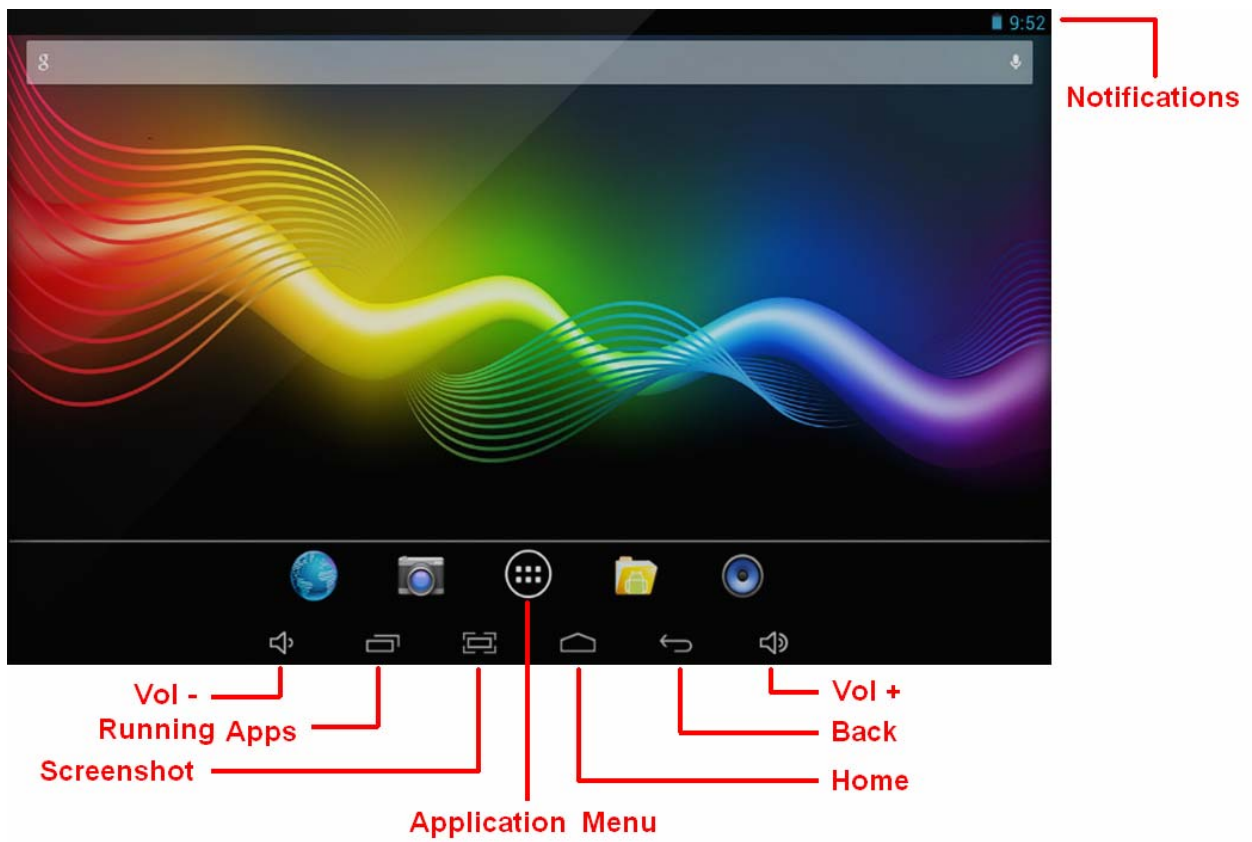 9:52
g
Notifications
Vol -
Vol +
Running Apps
Back
Screenshot
Home
Application Menu